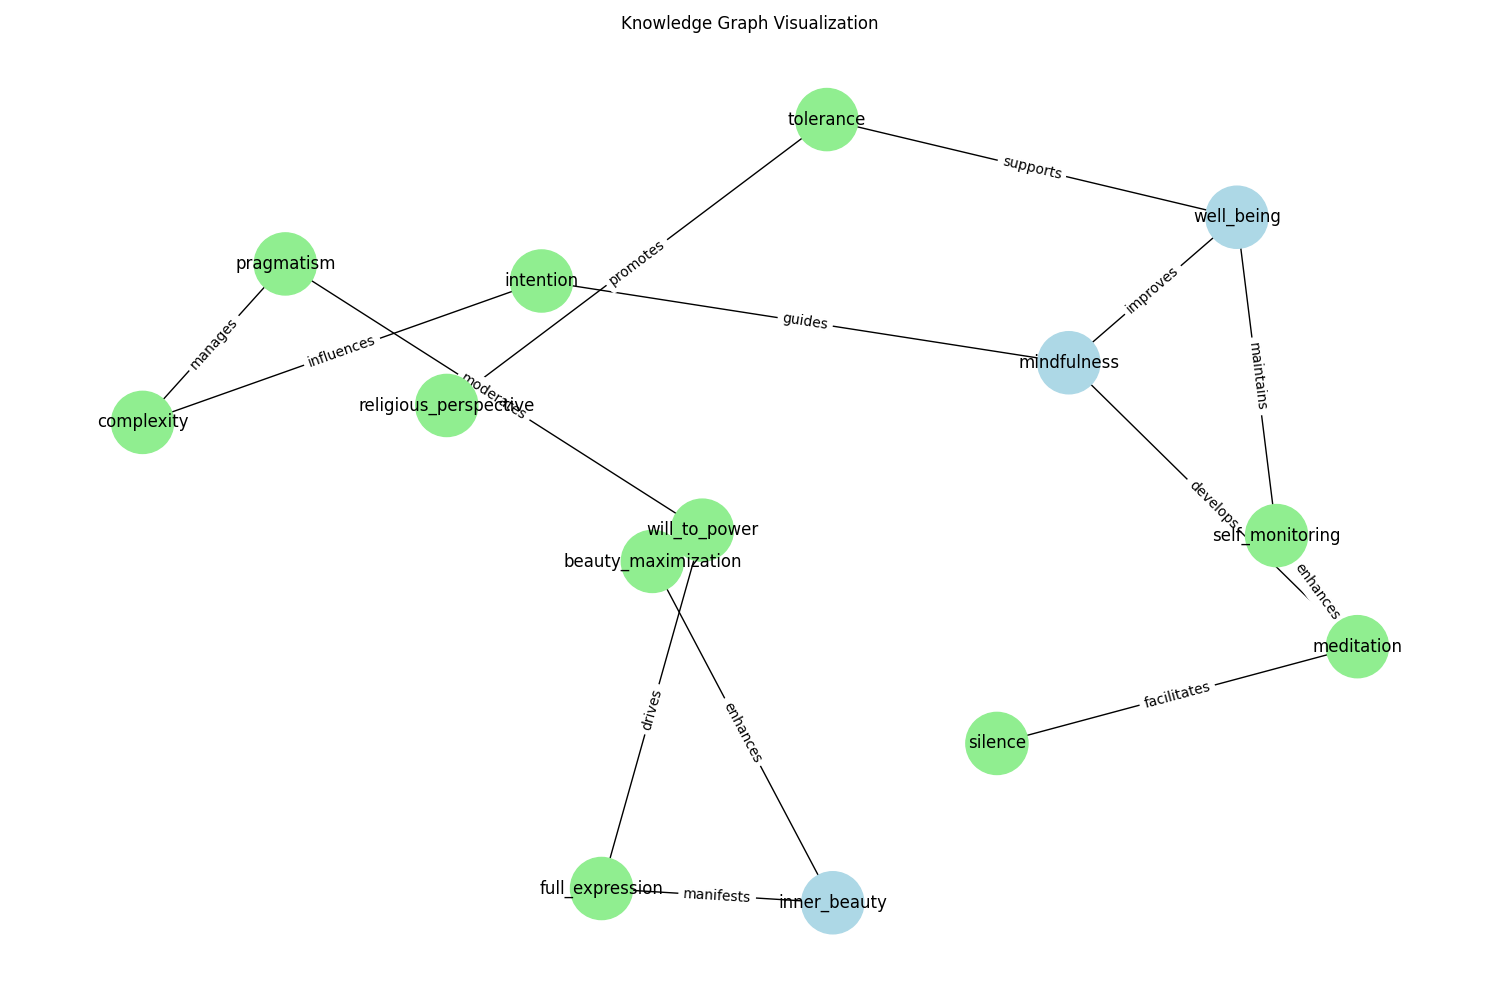 Knowledge Graph Visualization
tolerance
supports
well_being
promotes
pragmatism
intention
improves
guides
manages
influences
mindfulness
maintains
moderates
religious_perspective
complexity
develops
will_to_power
self_monitoring
beauty_maximization
enhances
meditation
facilitates
drives
enhances
silence
full_expression
manifests
inner_beauty